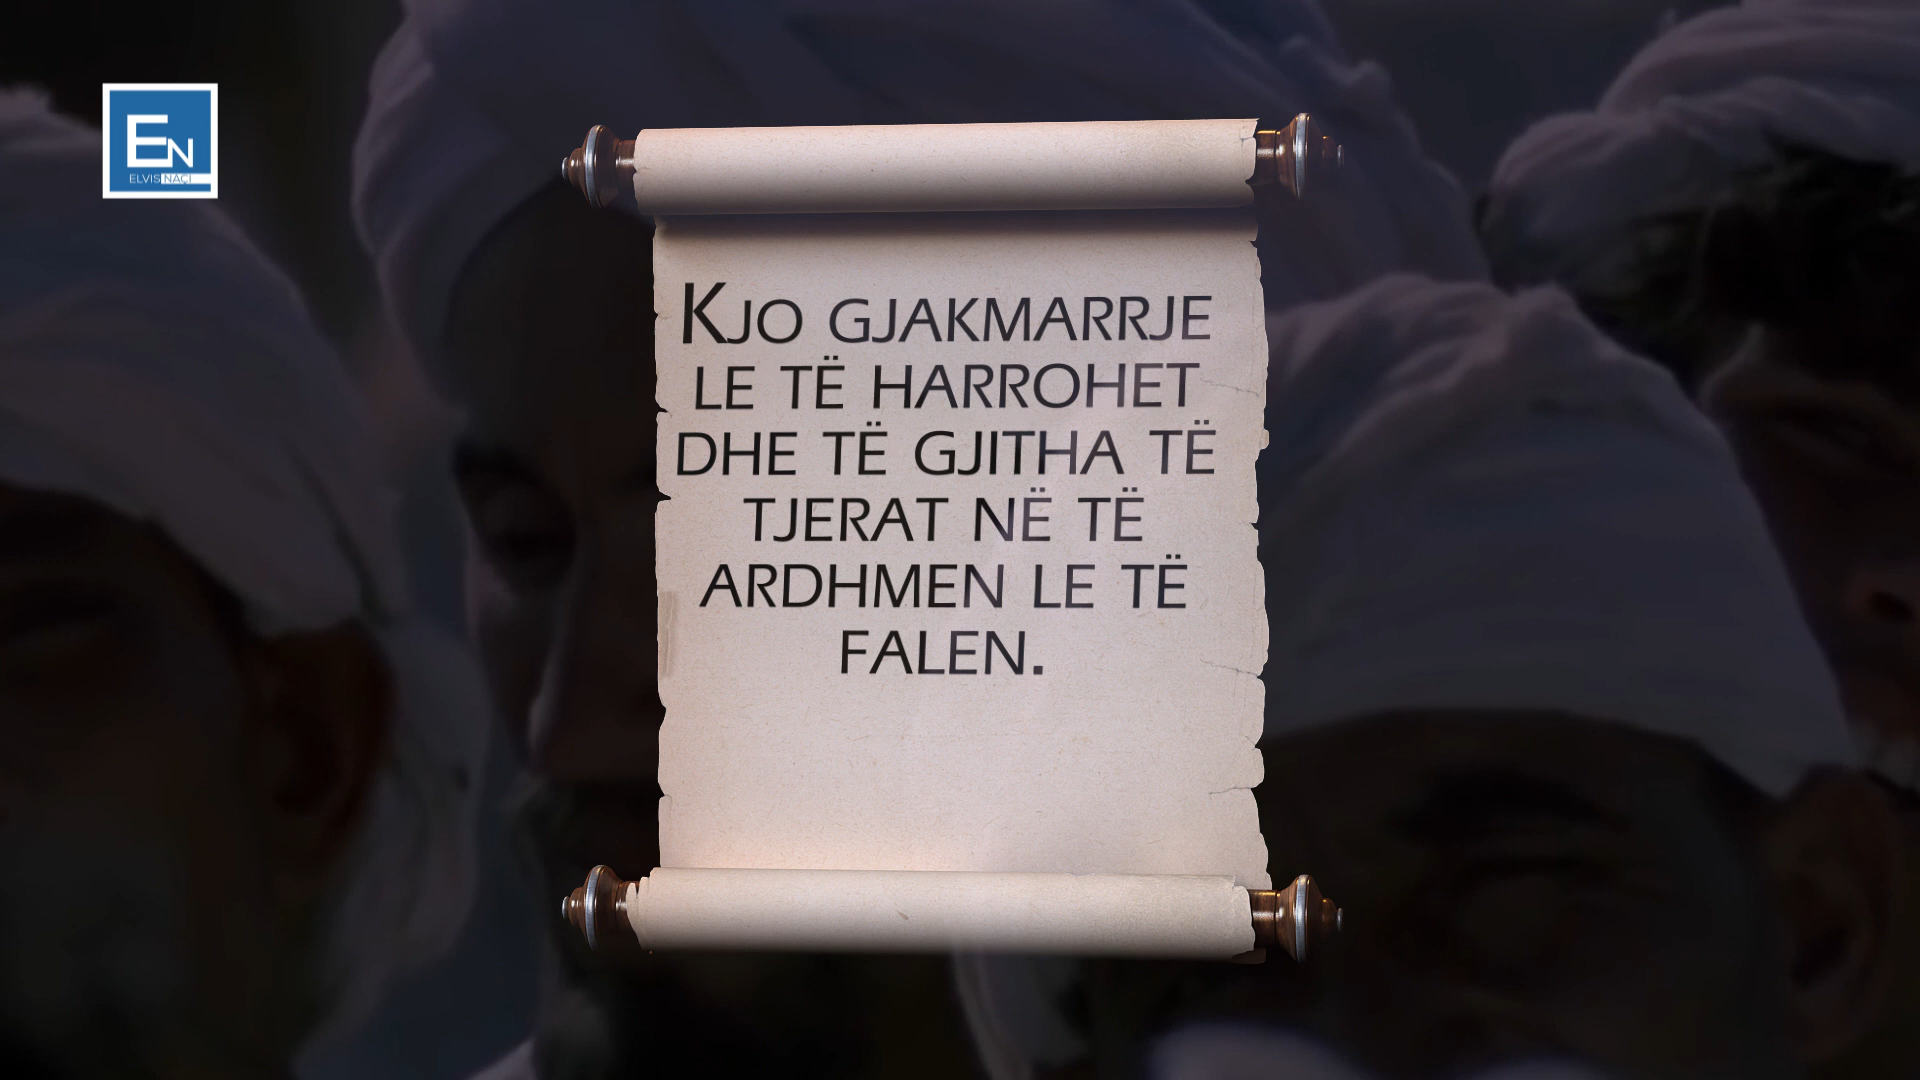 EN
ELVIS NAÇI
KJO GJAKMARRJE
LE TË HARROHET
DHE TË GJITHA TË
TJERAT NË TË
ARDHMEN LE TË
FALEN.